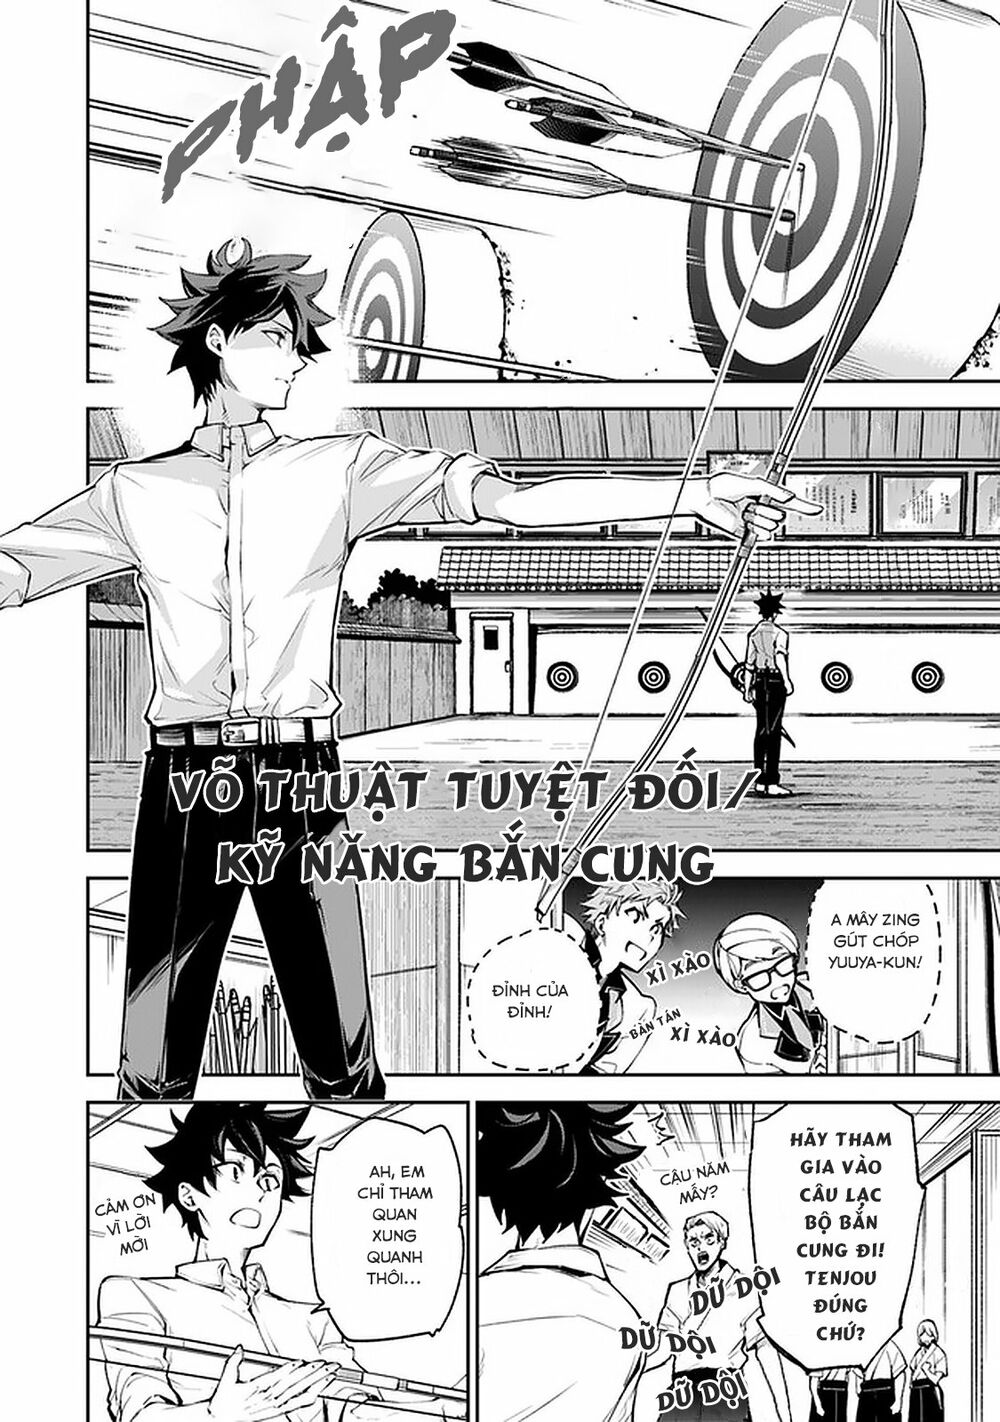 PHẬP
VÕ THUẬT TUYỆT ĐỐI/
KỸ NĂNG BẮN CUNG
A MÂY ZING
GÚT CHÓP
YUUYA-KUN!
XÌ XÀO
BÀN TÁN
XÌ XÀO
ĐỈNH CỦA
ĐỈNH!
HÃY THAM
GIA VÀO
CÂU LẠC
BỘ BẮN
CUNG ĐI!
TENJOU
ĐÚNG
CHỨ?
CÂU NĂM
MẤY?
DỮ DỘI
DỮ DỘI
DỮ DỘI
AH, EM
CHỈ THAM
QUAN
XUNG
QUANH
THÔI...
CẢM ƠN
VÌ LỜI
MỜI